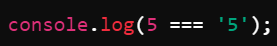 console.log(5 === '5');